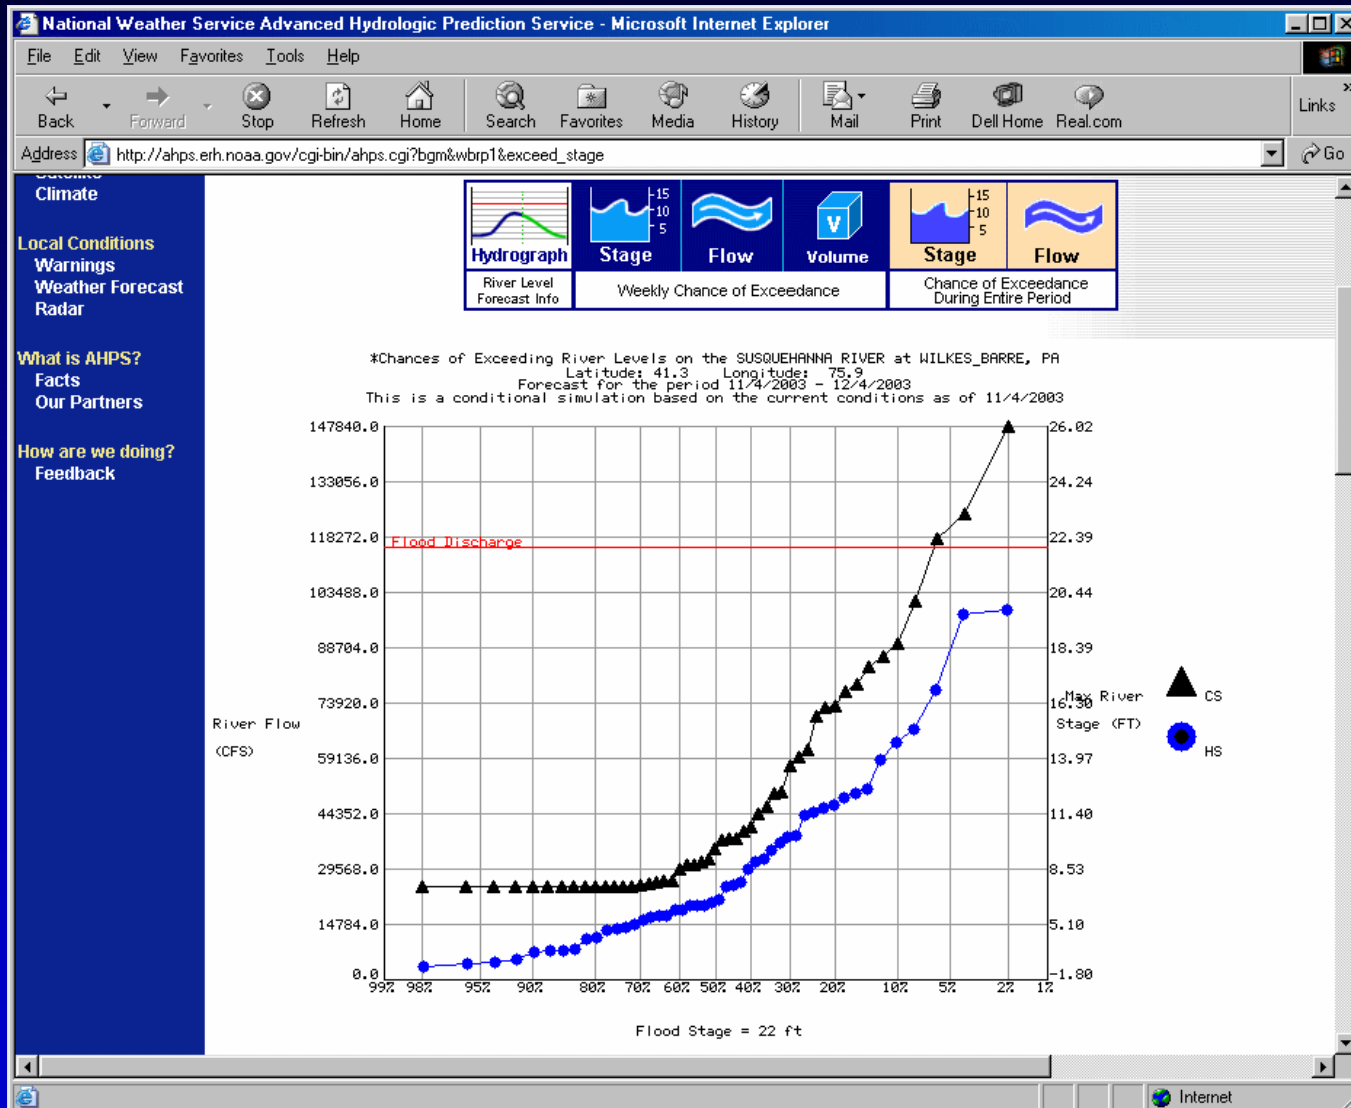 National Weather Service Advanced Hydrologic Prediction Service - Microsoft Internet Explorer
File Edit View Favorites Tools Help
Back Forward Stop Refresh Home Search Favorites Media History Mail Print Dell Home Real.com Links »
Address http://ahps.erh.noaa.gov/cgi-bin/ahps.cgi?bgm&wbrp1&exceed_stage Go
Climate
Local Conditions
Warnings
Weather Forecast
Radar
What is AHPS?
Facts
Our Partners
How are we doing?
Feedback
15 15
10 V 10
5 5
Hydrograph Stage Flow Volume Stage Flow
River Level
Forecast Info
Weekly Chance of Exceedance
Chance of Exceedance
During Entire Period
*Chances of Exceeding River Levels on the SUSQUEHANNA RIVER at WILKES_BARRE, PA
Latitude: 41.3 Longitude: 75.9
Forecast for the period 11/4/2003 - 12/4/2003
This is a conditional simulation based on the current conditions as of 11/4/2003
147840.0 26.02
133056.0 24.24
118272.0 22.39
Flood Discharge
103488.0 20.44
88704.0 18.39
73920.0 16.30
Max River
Stage (FT)
CS
River Flow
(CFS)
HS
59136.0 13.97
44352.0 11.40
29568.0 8.53
14784.0 5.10
0.0 -1.80
99% 98% 95% 90% 80% 70% 60% 50% 40% 30% 20% 10% 5% 2% 1%
Flood Stage = 22 ft
Internet